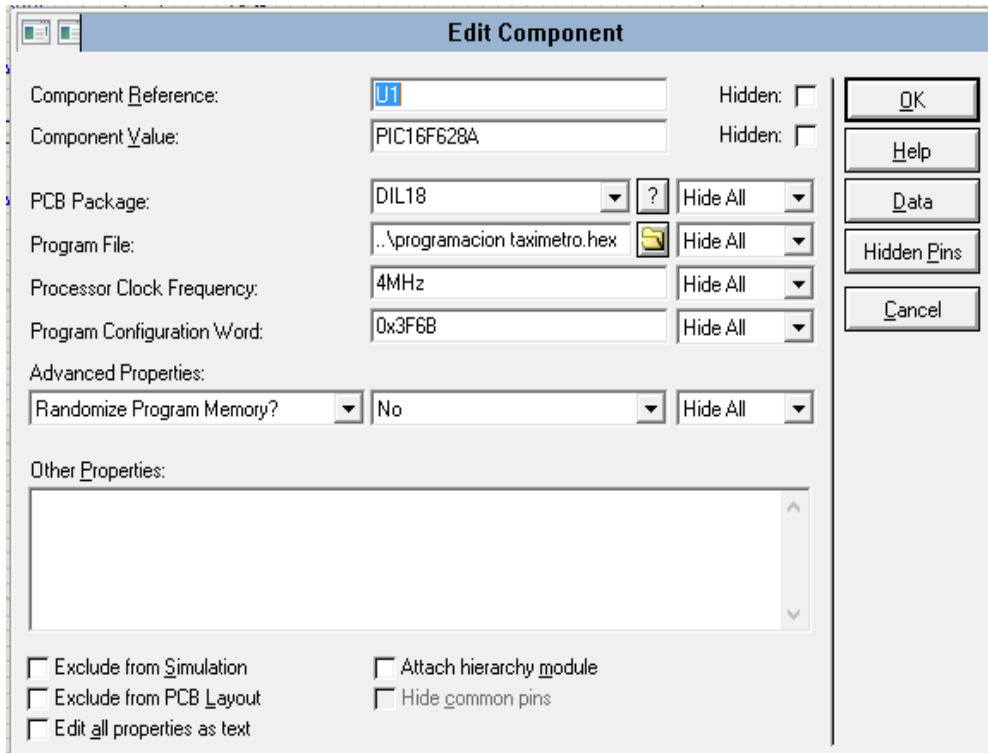 Edit Component
Component Reference: U1 Hidden:
Component Value: PIC16F628A Hidden:
PCB Package: DIL18 ? Hide All
Program File: ..\programacion taximetro.hex Hide All
Processor Clock Frequency: 4MHz Hide All
Program Configuration Word: 0x3F6B Hide All
Advanced Properties:
Randomize Program Memory? No Hide All
Other Properties:
Exclude from Simulation Attach hierarchy module
Exclude from PCB Layout Hide common pins
Edit all properties as text
OK
Help
Data
Hidden Pins
Cancel